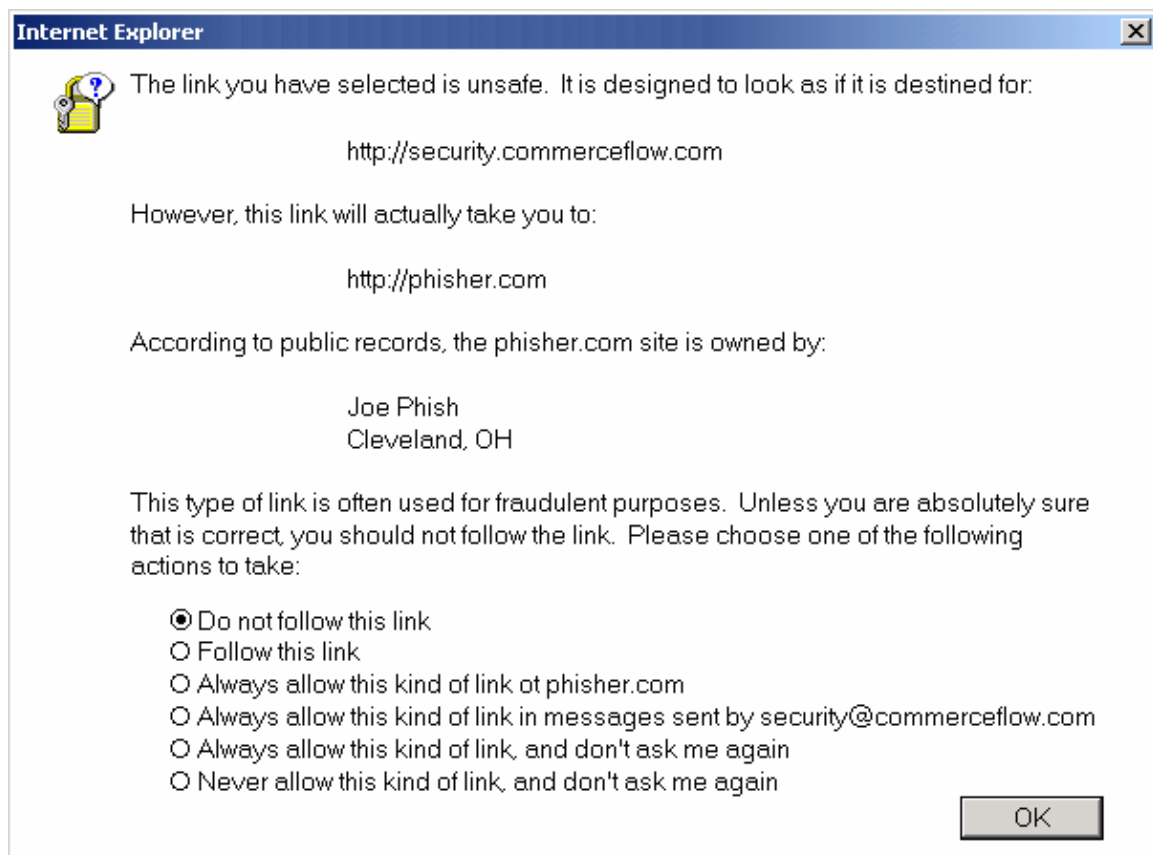 Internet Explorer
The link you have selected is unsafe. It is designed to look as if it is destined for:
http://security.commerceflow.com
However, this link will actually take you to:
http://phisher.com
According to public records, the phisher.com site is owned by:
Joe Phish
Cleveland, OH
This type of link is often used for fraudulent purposes. Unless you are absolutely sure
that is correct, you should not follow the link. Please choose one of the following
actions to take:
Do not follow this link
Follow this link
Always allow this kind of link ot phisher.com
Always allow this kind of link in messages sent by security@commerceflow.com
Always allow this kind of link, and don't ask me again
Never allow this kind of link, and don't ask me again
OK